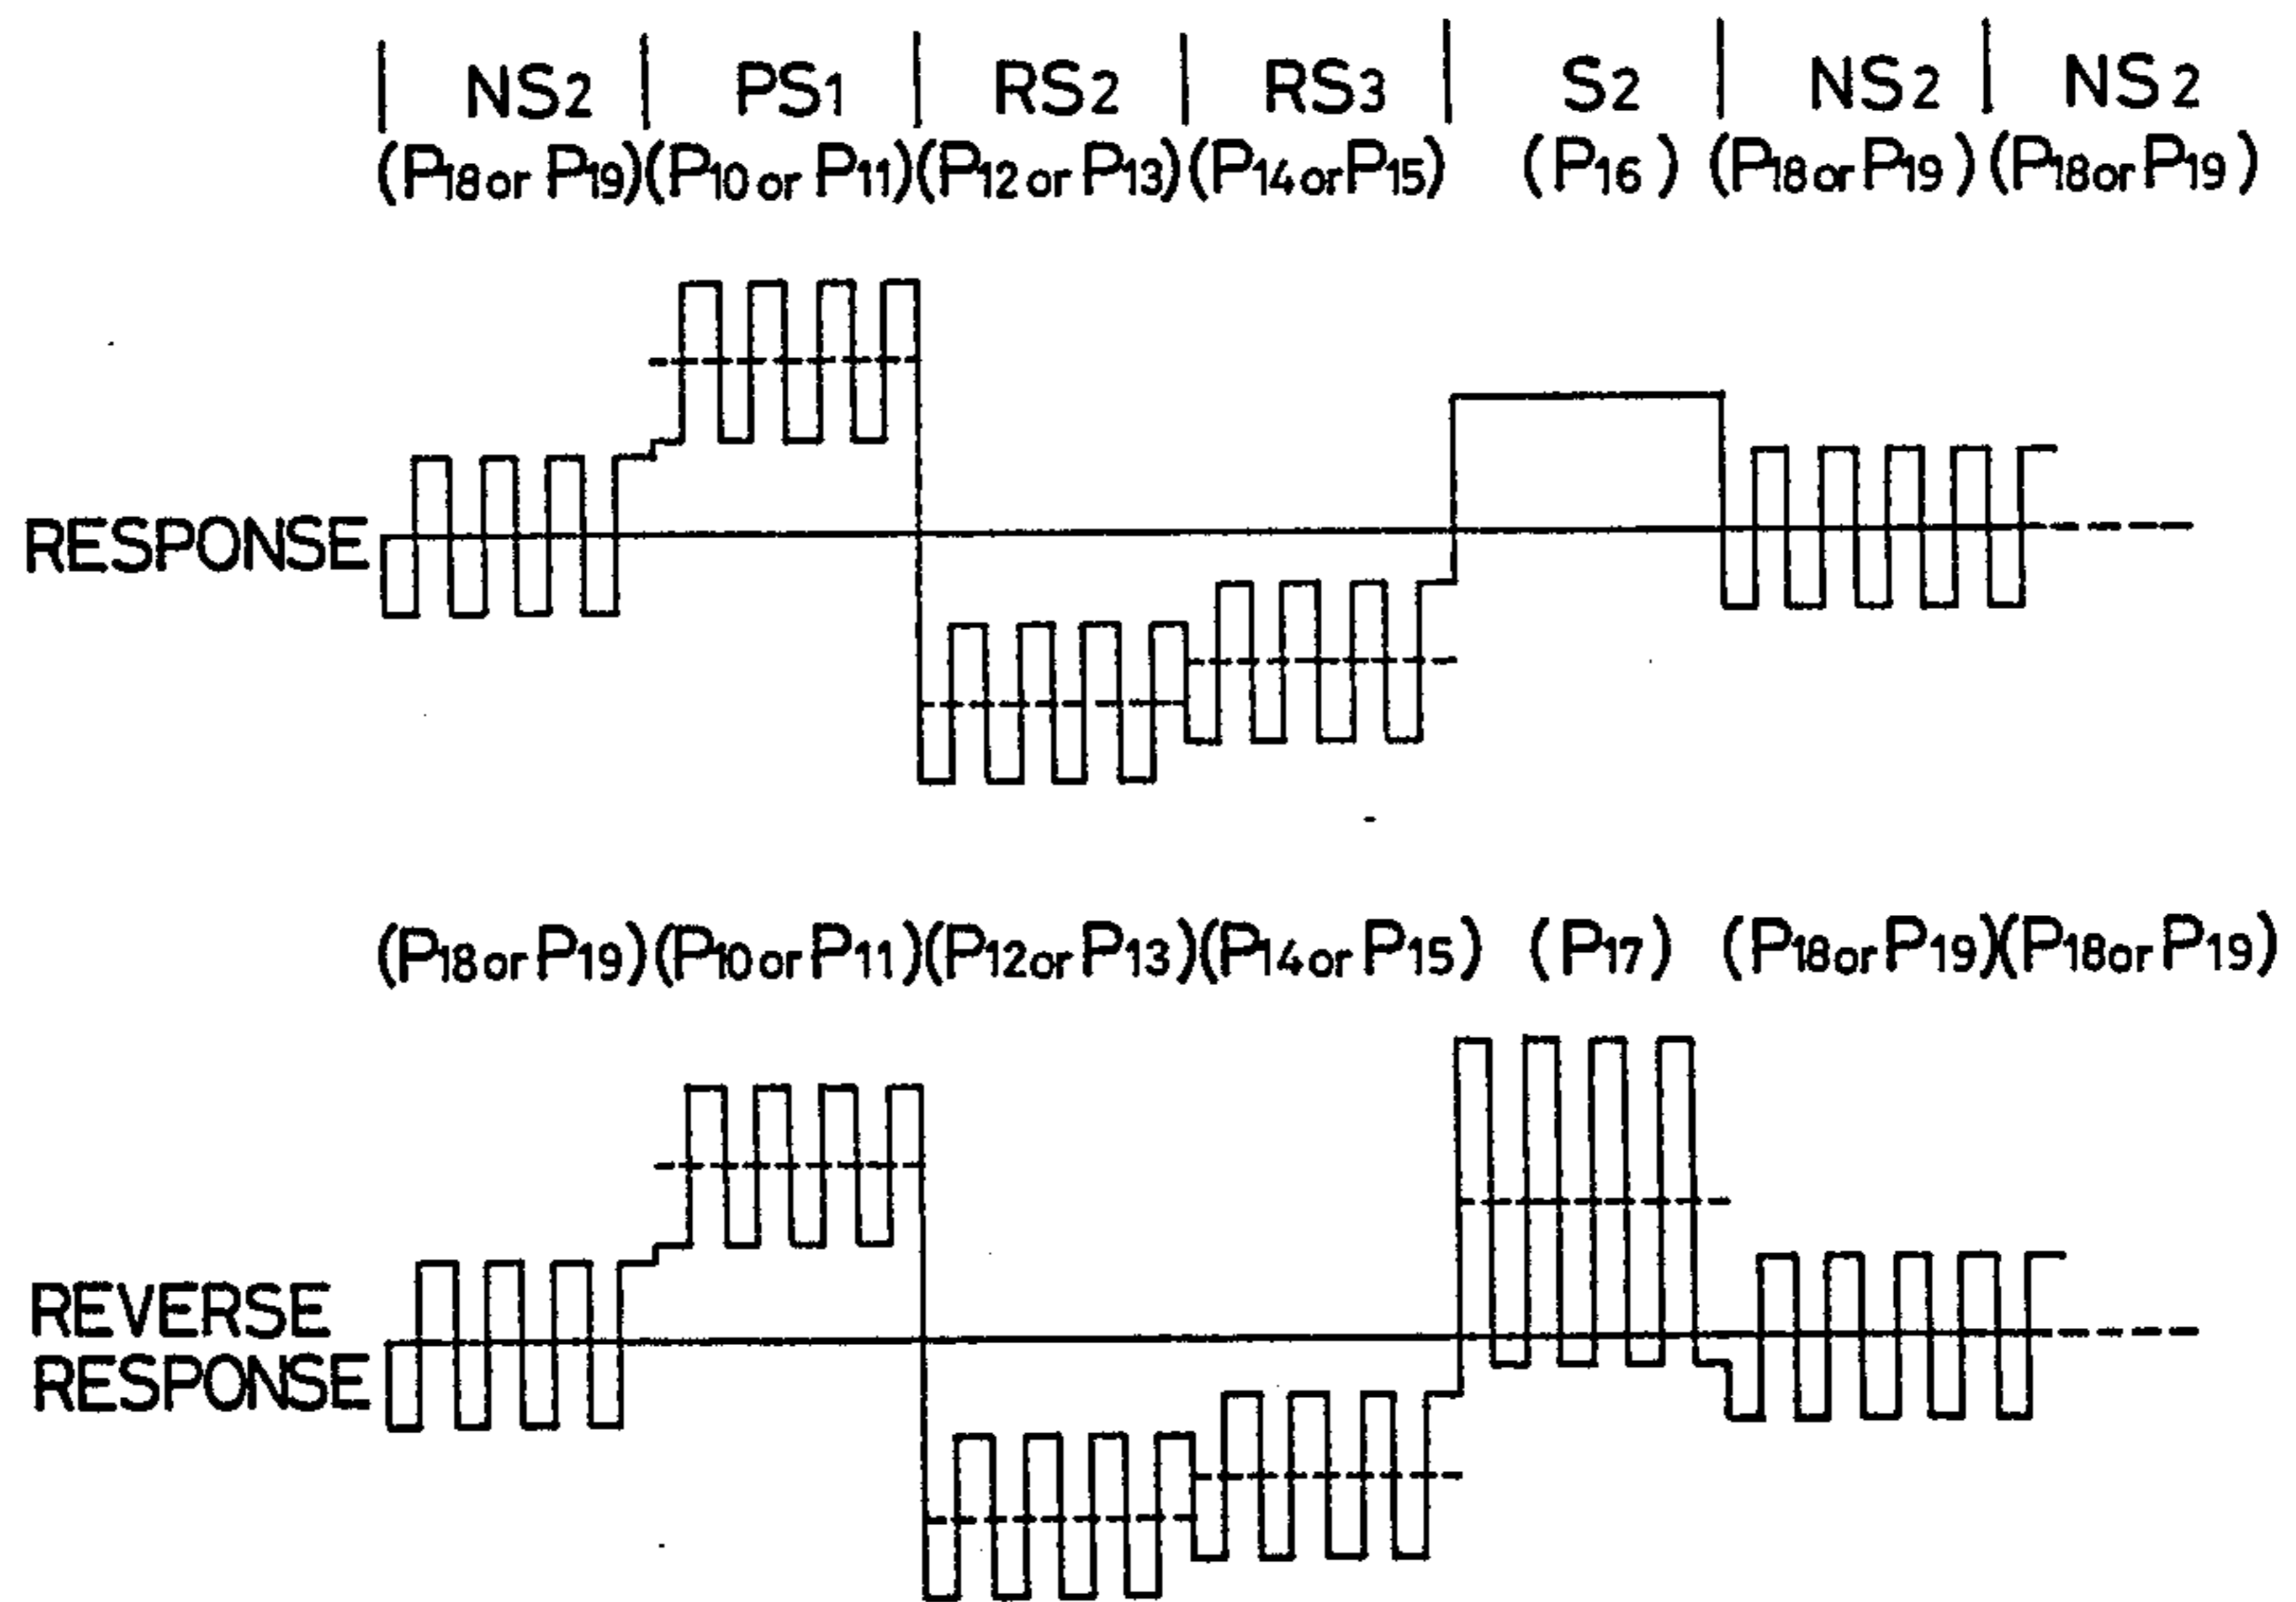 | NS2 | PS1 | RS2 | RS3 | S2 | NS2 | NS2
(P18 or P19) (P10 or P11) (P12 or P13) (P14 or P15) (P16) (P18 or P19) (P18 or P19)
RESPONSE
(P18 or P19) (P10 or P11) (P12 or P13) (P14 or P15) (P17) (P18 or P19) (P18 or P19)
REVERSE
RESPONSE